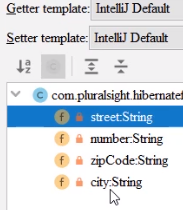 Getter template: IntelliJ Default
Setter template: IntelliJ Default
com.pluralsight.hibernatef
street:String
number:String
zipCode:String
city:String